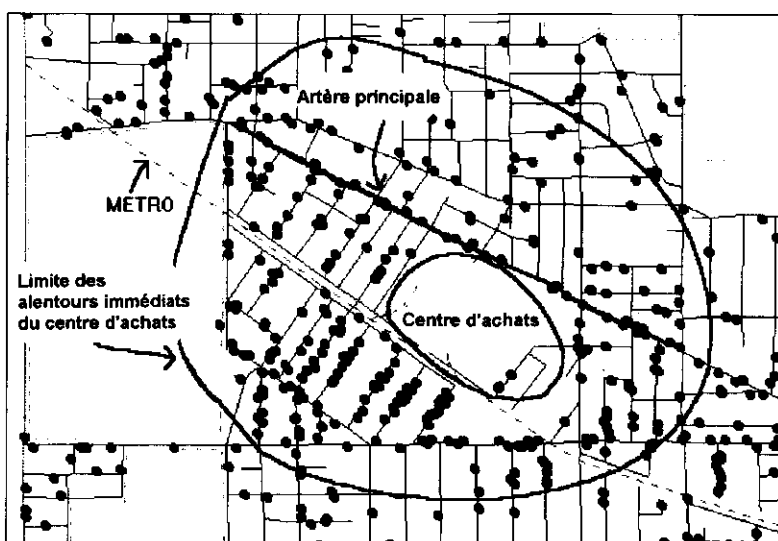 Artère principale
METRO
Limite des
alentours immédiats
du centre d'achats
Centre d'achats